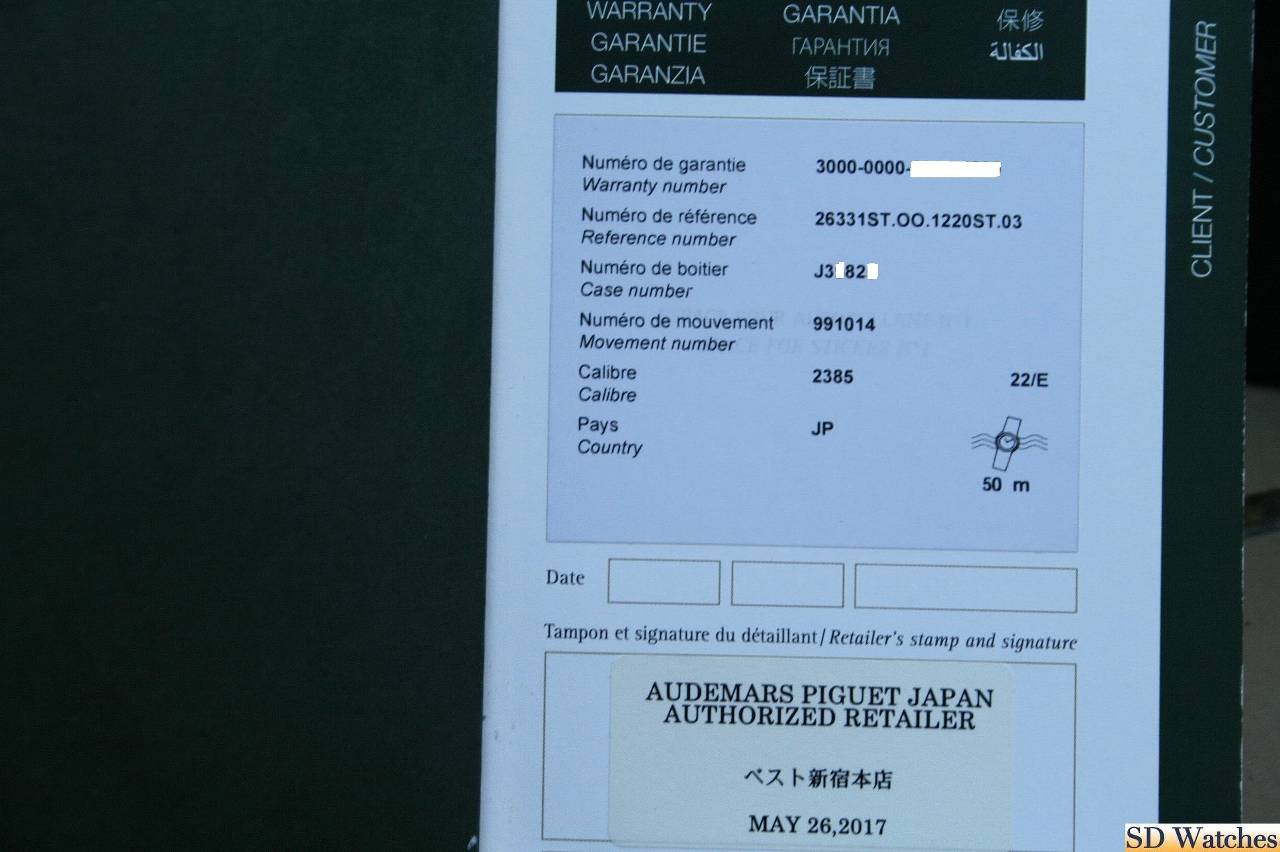 WARRANTY GARANTIA 保修
GARANTIE ГАРАНТИЯ الكفالة
GARANZIA 保証書
CLIENT / CUSTOMER
Numéro de garantie 3000-0000-
Warranty number
Numéro de référence 26331ST.OO.1220ST.03
Reference number
Numéro de boitier J3 82
Case number
Numéro de mouvement 991014
Movement number
Calibre 2385 22/E
Calibre
Pays JP
Country
50 m
Date
Tampon et signature du détaillant / Retailer's stamp and signature
AUDEMARS PIGUET JAPAN
AUTHORIZED RETAILER
ベスト新宿本店
MAY 26,2017
SD Watches